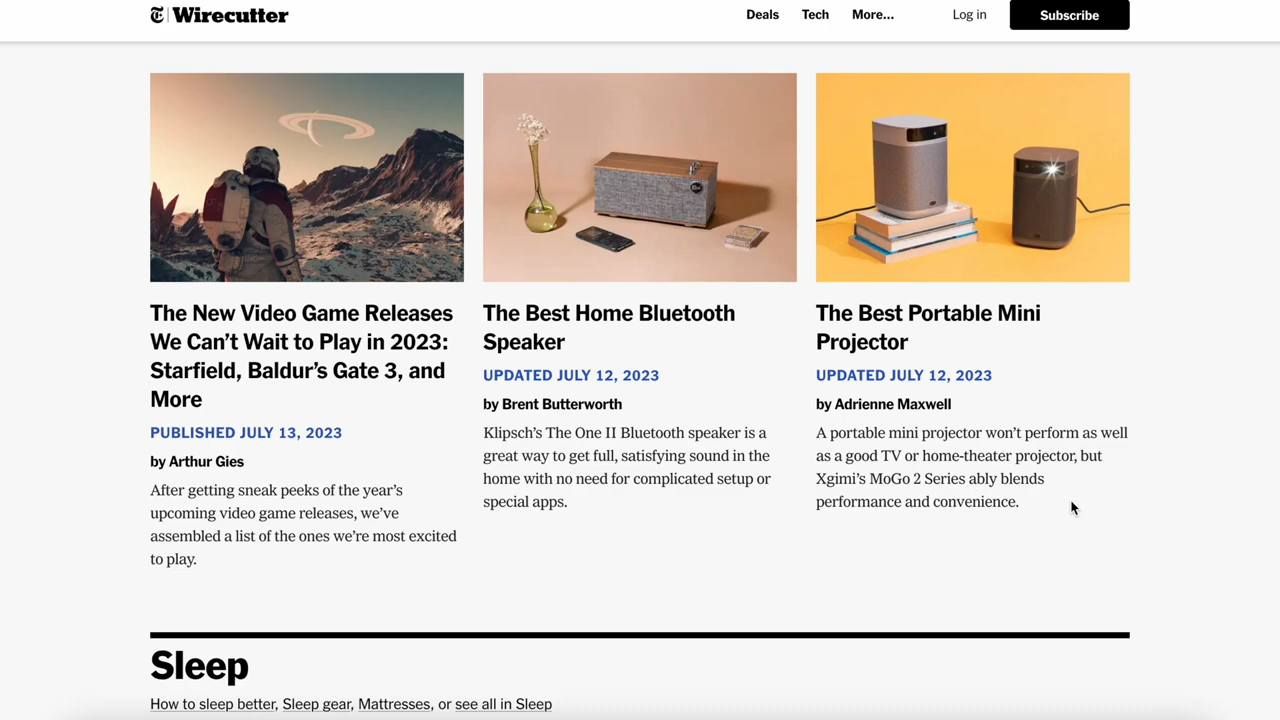 Wirecutter
Deals
Tech
More...
Log in
Subscribe
The New Video Game Releases
We Can’t Wait to Play in 2023:
Starfield, Baldur’s Gate 3, and
More
PUBLISHED JULY 13, 2023
by Arthur Gies
After getting sneak peeks of the year’s
upcoming video game releases, we’ve
assembled a list of the ones we’re most excited
to play.
The Best Home Bluetooth
Speaker
UPDATED JULY 12, 2023
by Brent Butterworth
Klipsch’s The One II Bluetooth speaker is a
great way to get full, satisfying sound in the
home with no need for complicated setup or
special apps.
The Best Portable Mini
Projector
UPDATED JULY 12, 2023
by Adrienne Maxwell
A portable mini projector won’t perform as well
as a good TV or home-theater projector, but
Xgimi’s MoGo 2 Series ably blends
performance and convenience.
Sleep
How to sleep better, Sleep gear, Mattresses, or see all in Sleep